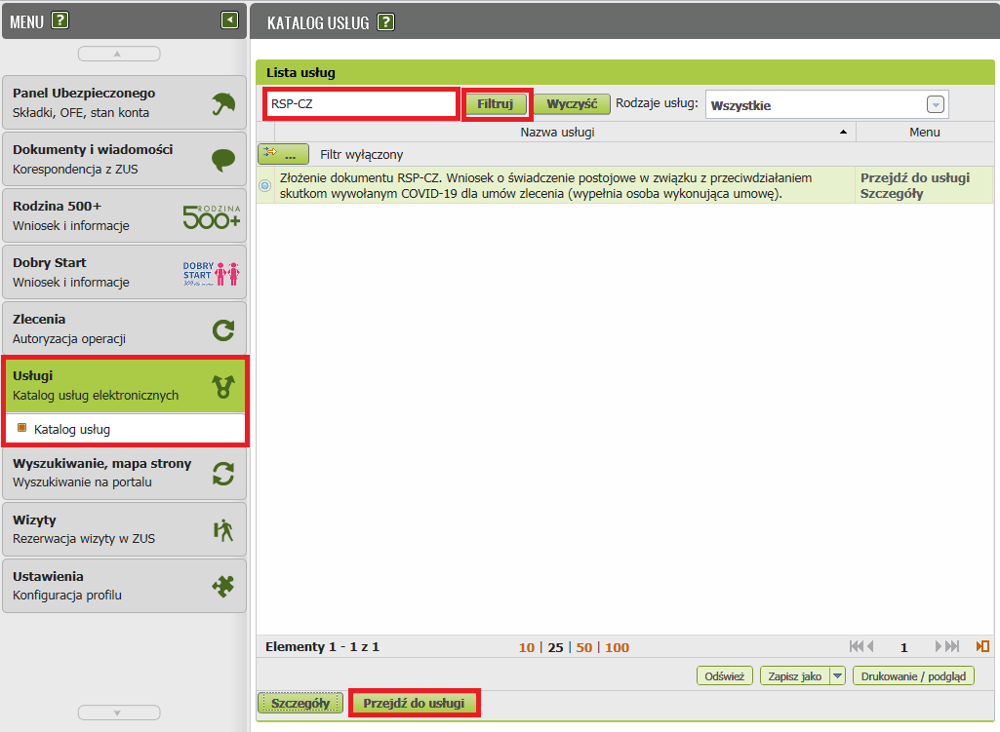 MENU ?
KATALOG USŁUG ?
Panel Ubezpieczonego
Składki, OFE, stan konta
Dokumenty i wiadomości
Korespondencja z ZUS
Rodzina 500+
Wniosek i informacje
RODZINA
500+
Dobry Start
Wniosek i informacje
DOBRY
START
Zlecenia
Autoryzacja operacji
Usługi
Katalog usług elektronicznych
Katalog usług
Wyszukiwanie, mapa strony
Wyszukiwanie na portalu
Wizyty
Rezerwacja wizyty w ZUS
Ustawienia
Konfiguracja profilu
Lista usług
RSP-CZ Filtruj Wyczyść Rodzaje usług: Wszystkie
Nazwa usługi Menu
... Filtr wyłączony
Złożenie dokumentu RSP-CZ. Wniosek o świadczenie postojowe w związku z przeciwdziałaniem
skutkom wywołanym COVID-19 dla umów zlecenia (wypełnia osoba wykonująca umowę).
Przejdź do usługi
Szczegóły
Elementy 1 - 1 z 1 10 | 25 | 50 | 100 1
Odśwież Zapisz jako Drukowanie / podgląd
Szczegóły Przejdź do usługi